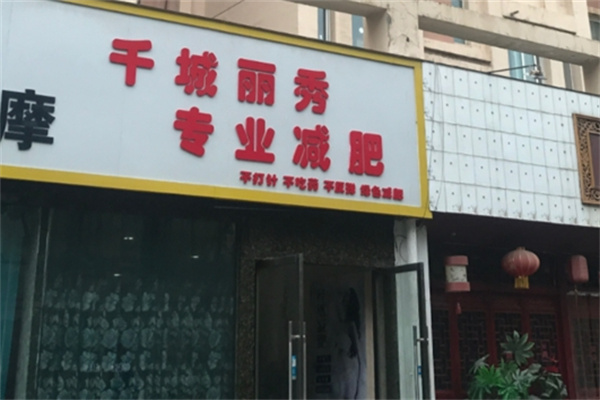 千城丽秀
摩
专业减肥
不打针 不吃药 不反弹 绿色减肥